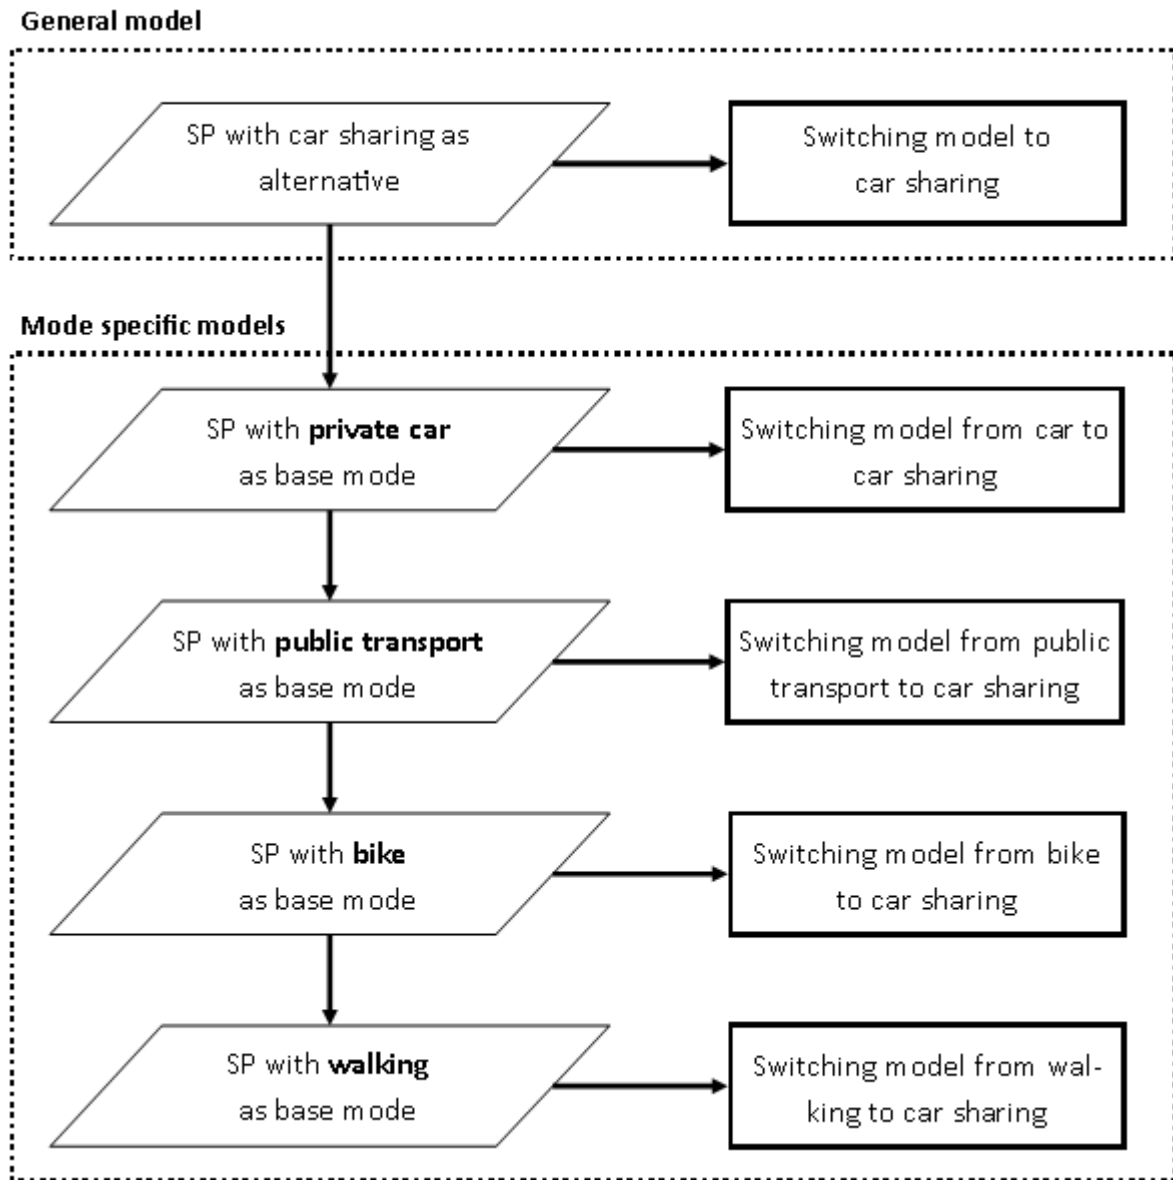 General model
SP with car sharing as
alternative
Switching model to
car sharing
Mode specific models
SP with private car
as base mode
Switching model from car to
car sharing
SP with public transport
as base mode
Switching model from public
transport to car sharing
SP with bike
as base mode
Switching model from bike
to car sharing
SP with walking
as base mode
Switching model from wal-
king to car sharing